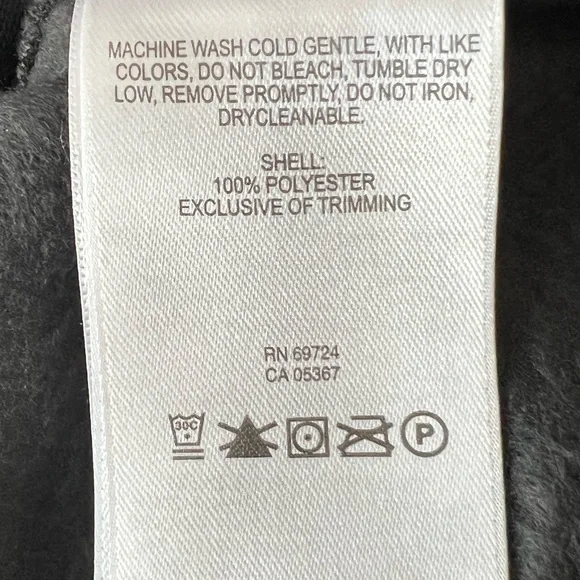 MACHINE WASH COLD GENTLE, WITH LIKE
COLORS, DO NOT BLEACH, TUMBLE DRY
LOW, REMOVE PROMPTLY, DO NOT IRON,
DRYCLEANABLE.
SHELL:
100% POLYESTER
EXCLUSIVE OF TRIMMING
RN 69724
CA 05367
30C P